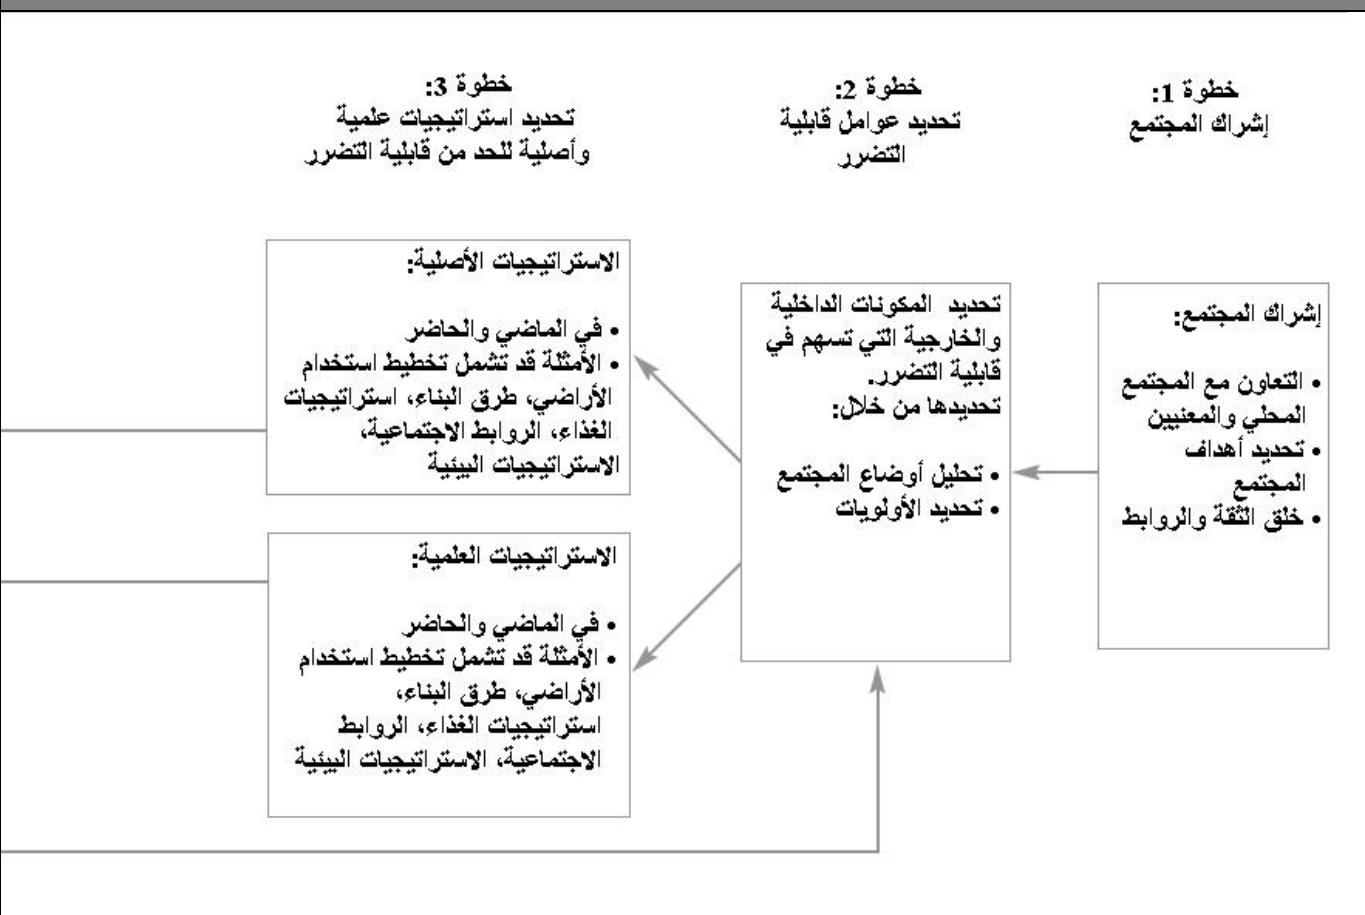 خطوة 1:
إشراك المجتمع
خطوة 2:
تحديد عوامل قابلية
التضرر
خطوة 3:
تحديد استراتيجيات علمية
وأصلية للحد من قابلية التضرر
إشراك المجتمع:
• التعاون مع المجتمع
المحلي والمعنيين
• تحديد أهداف
المجتمع
• خلق الثقة والروابط
تحديد المكونات الداخلية
والخارجية التي تسهم في
قابلية التضرر.
تحديدها من خلال:
• تحليل أوضاع المجتمع
• تحديد الأولويات
الاستراتيجيات الأصلية:
• في الماضي والحاضر
• الأمثلة قد تشمل تخطيط استخدام
الأراضي، طرق البناء، استراتيجيات
الغذاء، الروابط الاجتماعية،
الاستراتيجيات البيئية
الاستراتيجيات العلمية:
• في الماضي والحاضر
• الأمثلة قد تشمل تخطيط استخدام
الأراضي، طرق البناء،
استراتيجيات الغذاء، الروابط
الاجتماعية، الاستراتيجيات البيئية